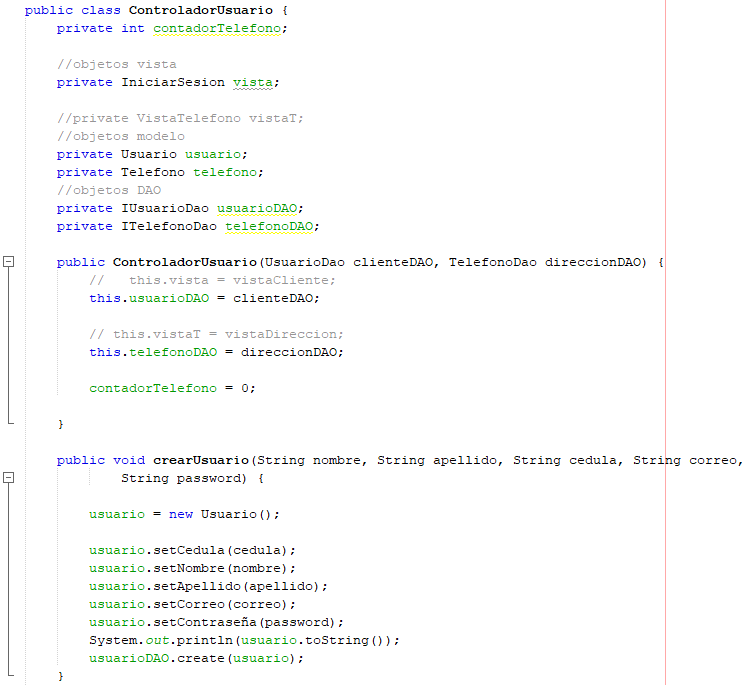 public class ControladorUsuario {
private int contadorTelefono;
//objetos vista
private IniciarSesion vista;
//private VistaTelefono vistaT;
//objetos modelo
private Usuario usuario;
private Telefono telefono;
//objetos DAO
private IUsuarioDao usuarioDAO;
private ITelefonoDao telefonoDAO;
public ControladorUsuario(UsuarioDao clienteDAO, TelefonoDao direccionDAO) {
//   this.vista = vistaCliente;
this.usuarioDAO = clienteDAO;
// this.vistaT = vistaDireccion;
this.telefonoDAO = direccionDAO;
contadorTelefono = 0;
}
public void crearUsuario(String nombre, String apellido, String cedula, String correo,
String password) {
usuario = new Usuario();
usuario.setCedula(cedula);
usuario.setNombre(nombre);
usuario.setApellido(apellido);
usuario.setCorreo(correo);
usuario.setContraseña(password);
System.out.println(usuario.toString());
usuarioDAO.create(usuario);
}